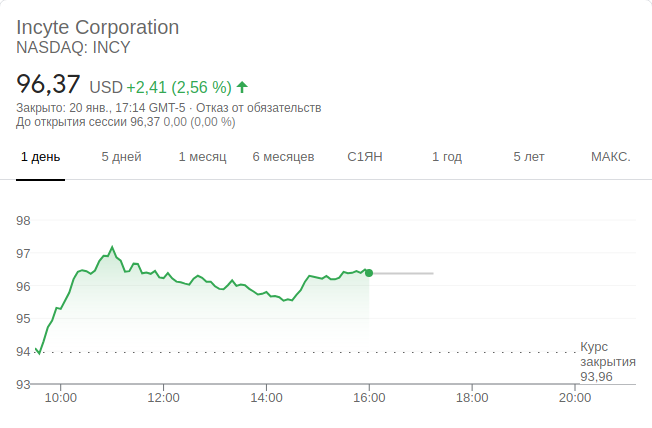 Incyte Corporation
NASDAQ: INCY
96,37 USD +2,41 (2,56 %)
Закрыто: 20 янв., 17:14 GMT-5 · Отказ от обязательств
До открытия сессии 96,37 0,00 (0,00 %)
1 день 5 дней 1 месяц 6 месяцев С1ЯН 1 год 5 лет МАКС.
98
97
96
95
94
Курс
закрытия
93,96
93
10:00 12:00 14:00 16:00 18:00 20:00